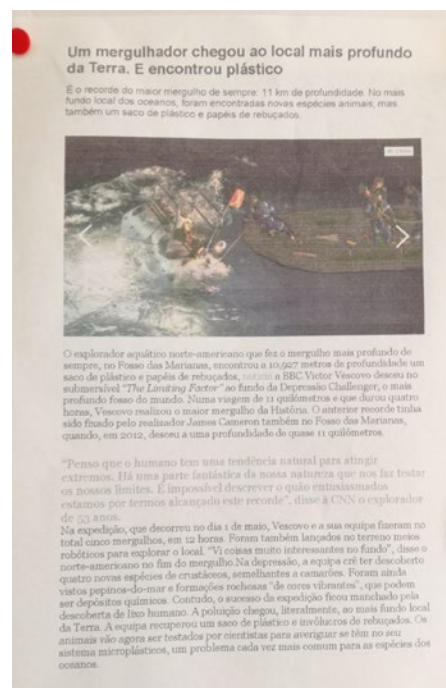 Um mergulhador chegou ao local mais profundo
da Terra. E encontrou plástico
É o recorde do maior mergulho de sempre: 11 km de profundidade. No mais
fundo local dos oceanos, foram encontradas novas espécies animais, mas
também um saco de plástico e papéis de rebuçados.
O explorador aquático norte-americano que fez o mergulho mais profundo de
sempre, no Fosso das Marianas, encontrou a 10,927 metros de profundidade um
saco de plástico e papéis de rebuçados, noticia a BBC Victor Vescovo desceu no
submersível "The Limiting Factor" ao fundo da Depressão Challenger, o mais
profundo fosso do mundo. Numa viagem de 11 quilómetros e que durou quatro
horas, Vescovo realizou o maior mergulho da História. O anterior recorde tinha
sido fixado pelo realizador James Cameron também no Fosso das Marianas,
quando, em 2012, desceu a uma profundidade de quase 11 quilómetros.
"Penso que o humano tem uma tendência natural para atingir
extremos. Há uma parte fantástica da nossa natureza que nos faz testar
os nossos limites. É impossível descrever o quão entusiasmados
estamos por termos alcançado este recorde", disse à CNN o explorador
de 53 anos.
Na expedição, que decorreu no dia 1 de maio, Vescovo e a sua equipa fizeram no
total cinco mergulhos, em 12 horas. Foram também lançados no terreno meios
robóticos para explorar o local. "Vi coisas muito interessantes no fundo", disse o
norte-americano no fim do mergulho.Na depressão, a equipa crê ter descoberto
quatro novas espécies de crustáceos, semelhantes a camarões. Foram ainda
vistos pepinos-do-mar e formações rochosas "de cores vibrantes", que podem
ser depósitos químicos. Contudo, o sucesso da expedição ficou manchado pela
descoberta de lixo humano. A poluição chegou, literalmente, ao mais fundo local
da Terra. A equipa recuperou um saco de plástico e invólucros de rebuçados. Os
animais vão agora ser testados por cientistas para averiguar se têm no seu
sistema microplásticos, um problema cada vez mais comum para as espécies dos
oceanos.